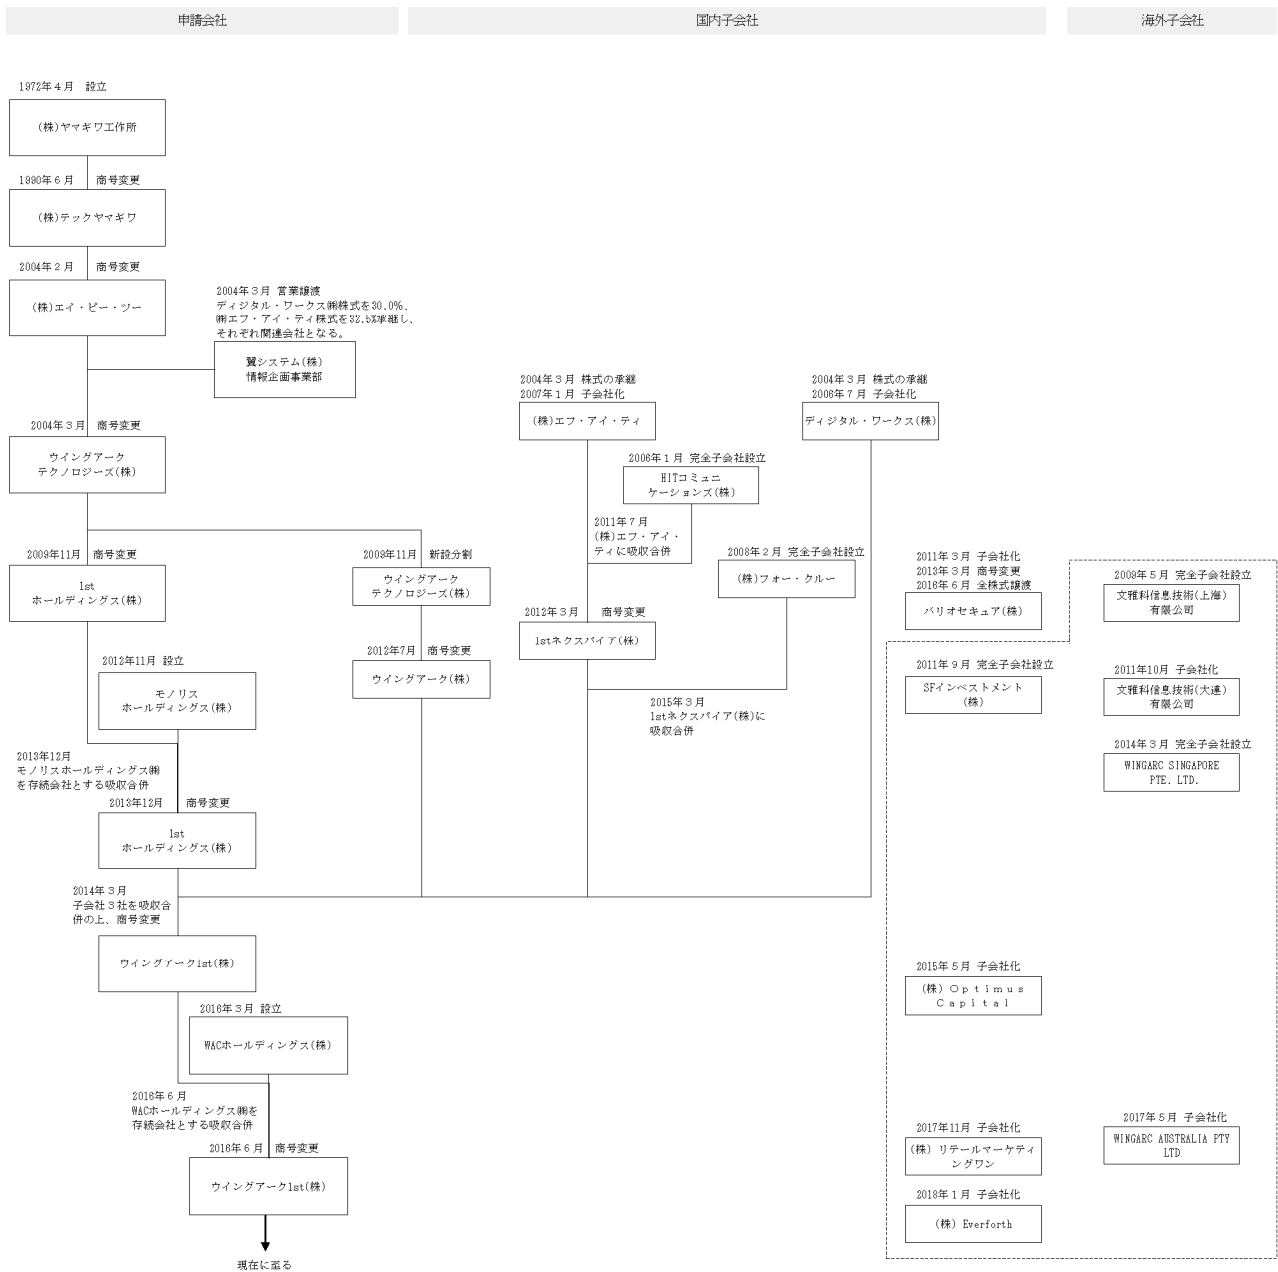 申請会社
国内子会社
海外子会社
1972年４月　設立
(株)ヤマギワ工作所
1990年６月　商号変更
(株)テックヤマギワ
2004年２月　商号変更
(株)エイ・ピー・ツー
2004年３月 営業譲渡
ディジタル・ワークス㈱株式を30.0%、
㈱エフ・アイ・ティ株式を32.5%承継し、
それぞれ関連会社となる。
翼システム(株)
情報企画事業部
2004年３月　商号変更
ウイングアーク
テクノロジーズ(株)
2009年11月　商号変更
1st
ホールディングス(株)
2012年11月 設立
モノリス
ホールディングス(株)
2013年12月
モノリスホールディングス㈱
を存続会社とする吸収合併
2013年12月　商号変更
1st
ホールディングス(株)
2014年３月
子会社３社を吸収合
併の上、商号変更
ウイングアーク1st(株)
2016年３月 設立
WACホールディングス(株)
2016年６月
WACホールディングス㈱を
存続会社とする吸収合併
2016年６月　商号変更
ウイングアーク1st(株)
現在に至る
2009年11月　新設分割
ウイングアーク
テクノロジーズ(株)
2012年7月　商号変更
ウイングアーク(株)
2004年３月 株式の承継
2007年１月 子会社化
(株)エフ・アイ・ティ
2006年１月 完全子会社設立
HITコミュニ
ケーションズ(株)
2011年７月
(株)エフ・アイ・
ティに吸収合併
2008年２月 完全子会社設立
(株)フォー・クルー
2012年３月　商号変更
1stネクスパイア(株)
2015年３月
1stネクスパイア(株)に
吸収合併
2004年３月 株式の承継
2006年７月 子会社化
ディジタル・ワークス(株)
2011年３月 子会社化
2013年３月 商号変更
2016年６月 全株式譲渡
バリオセキュア(株)
2011年９月 完全子会社設立
SFインベストメント
(株)
2015年５月 子会社化
(株) Ｏｐｔｉｍｕｓ
Ｃａｐｉｔａｌ
2017年11月 子会社化
(株) リテールマーケティ
ングワン
2018年１月 子会社化
(株) Everforth
2009年５月 完全子会社設立
文雅科信息技術(上海)
有限公司
2011年10月 子会社化
文雅科信息技術(大連)
有限公司
2014年３月 完全子会社設立
WINGARC SINGAPORE
PTE. LTD.
2017年５月 子会社化
WINGARC AUSTRALIA PTY
LTD